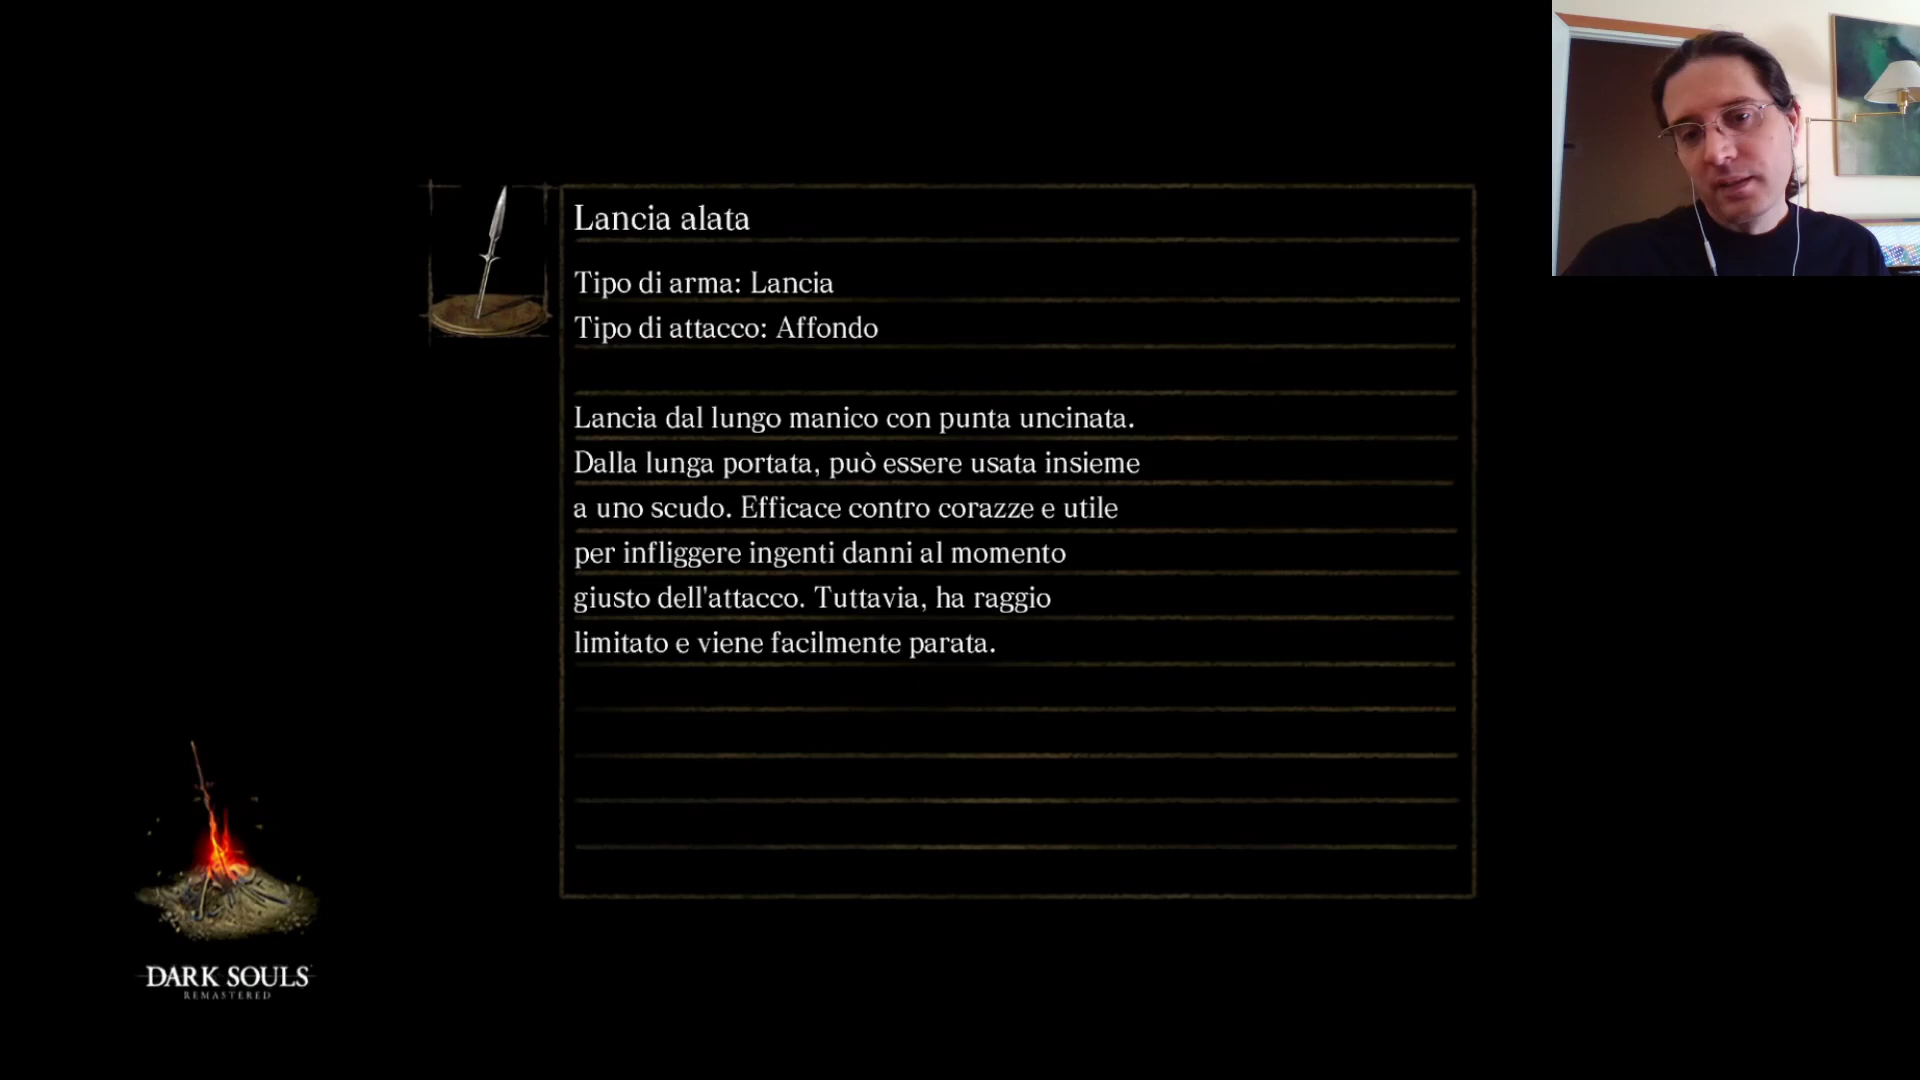 Lancia alata
Tipo di arma: Lancia
Tipo di attacco: Affondo
Lancia dal lungo manico con punta uncinata.
Dalla lunga portata, può essere usata insieme
a uno scudo. Efficace contro corazze e utile
per infliggere ingenti danni al momento
giusto dell'attacco. Tuttavia, ha raggio
limitato e viene facilmente parata.
DARK SOULS
REMASTERED